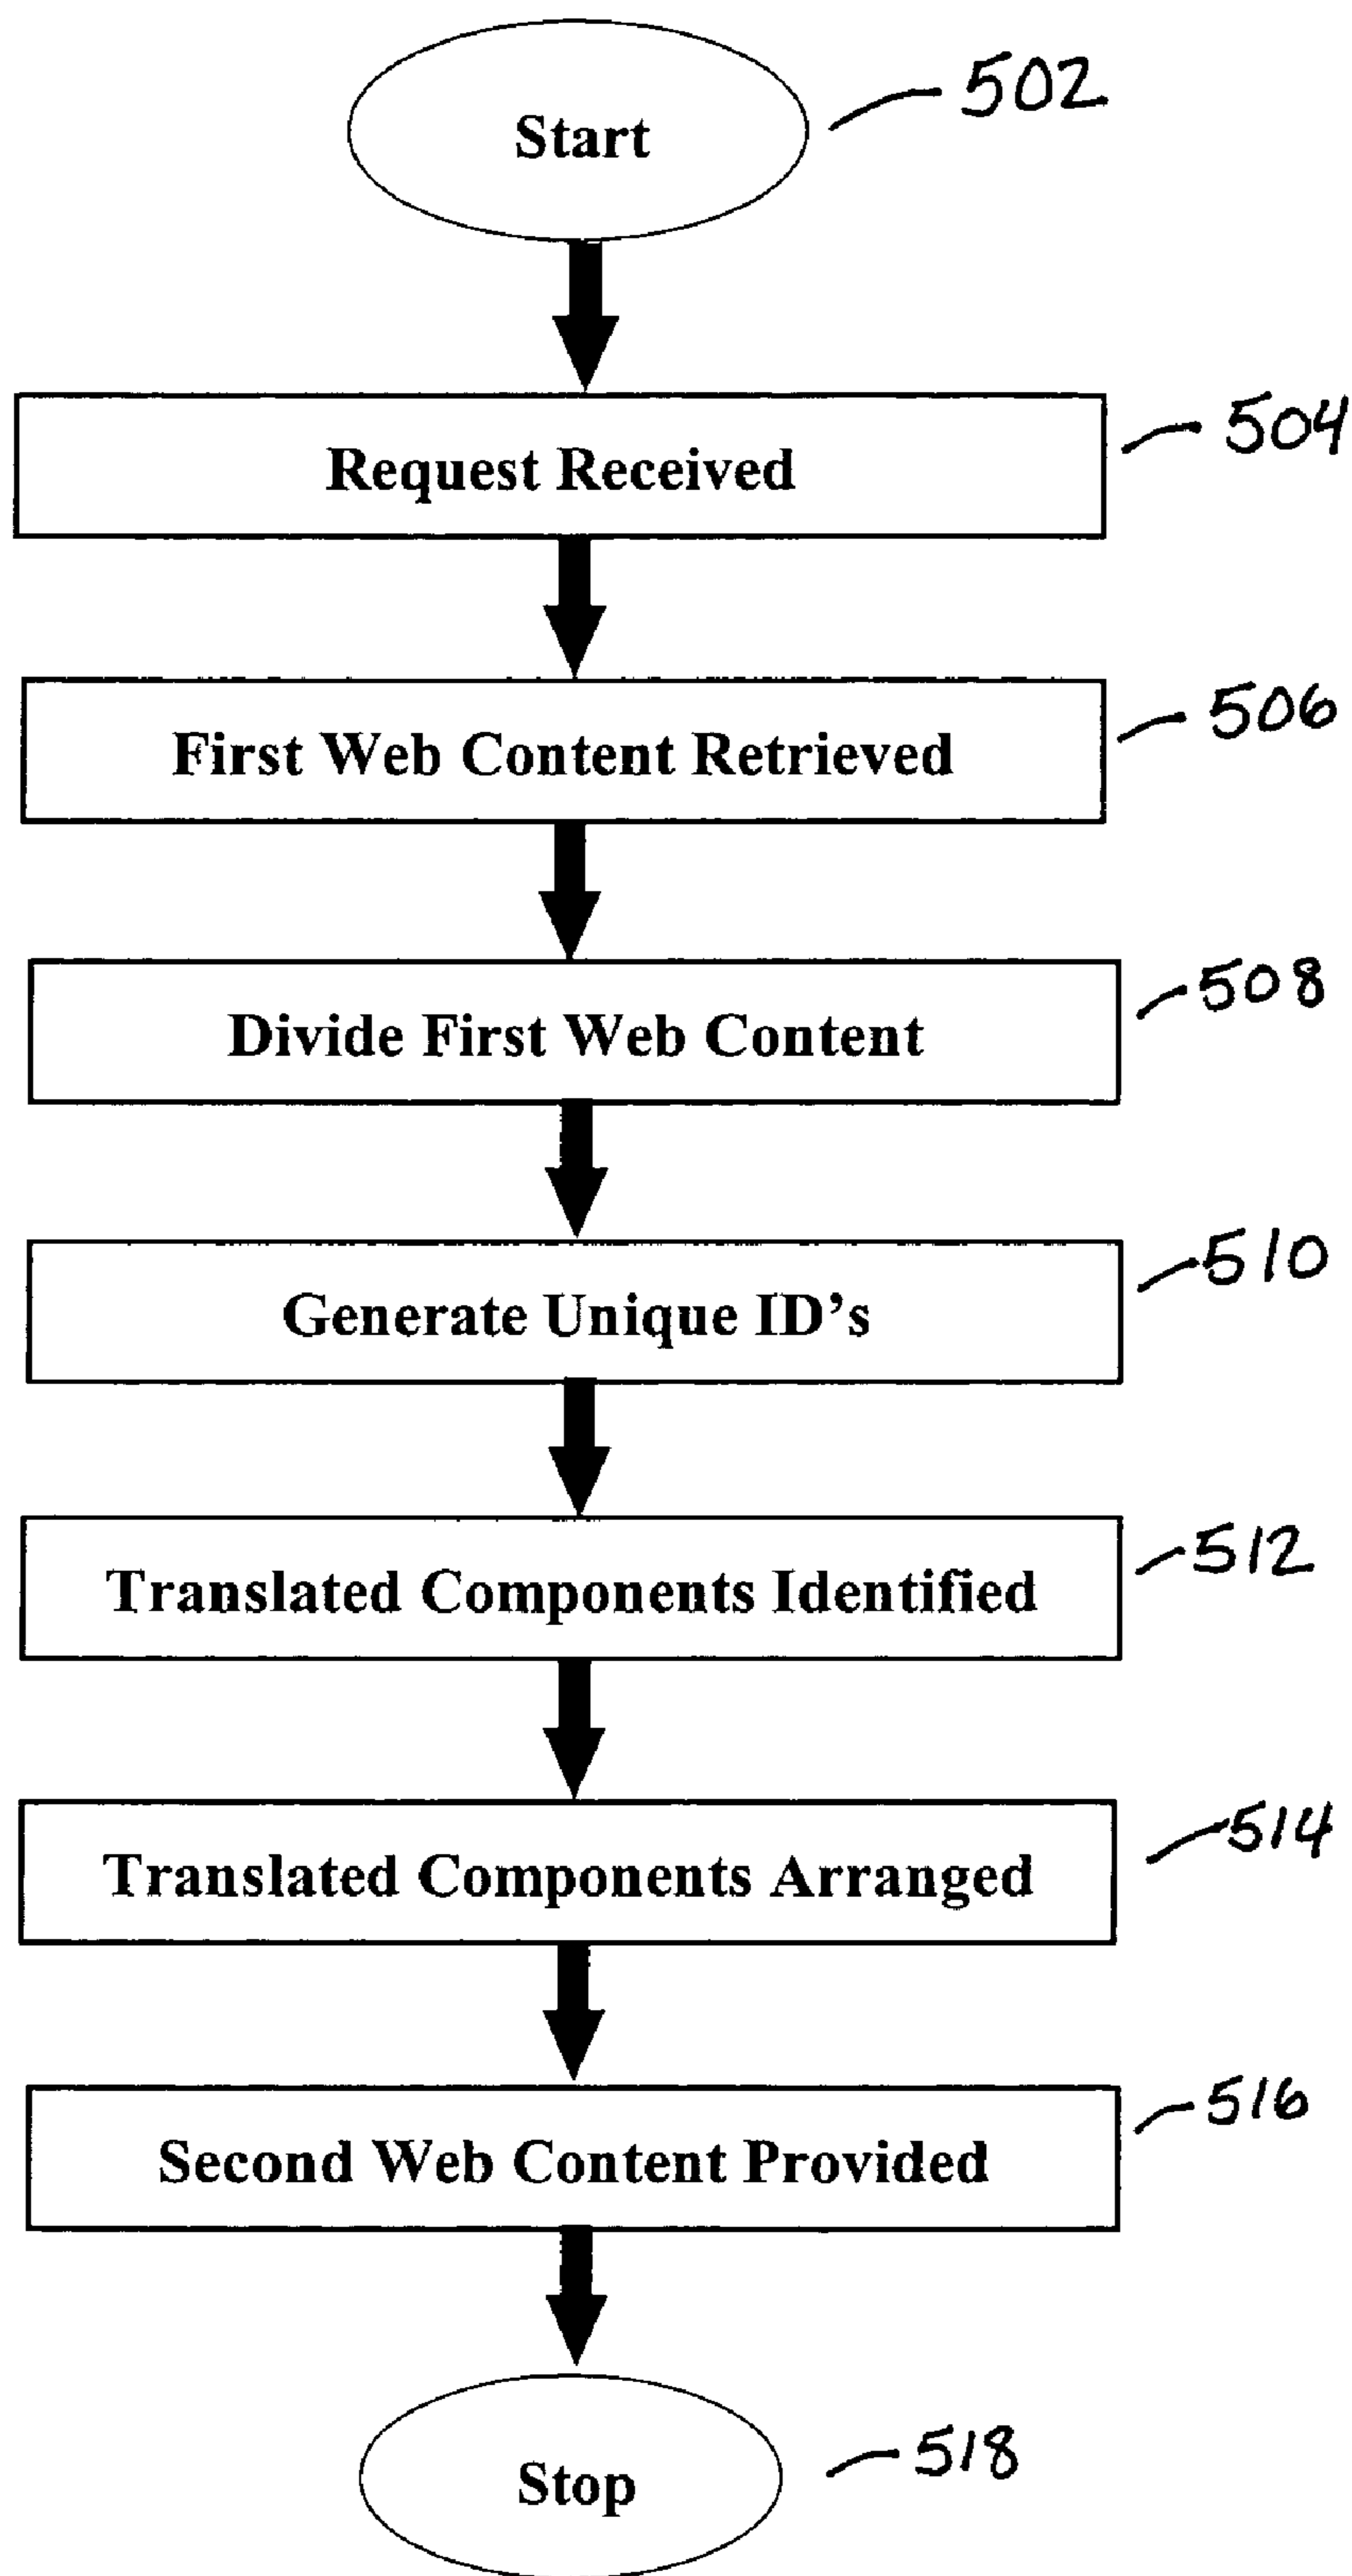 Start
502
Request Received
504
First Web Content Retrieved
506
Divide First Web Content
508
Generate Unique ID’s
510
Translated Components Identified
512
Translated Components Arranged
514
Second Web Content Provided
516
Stop
518